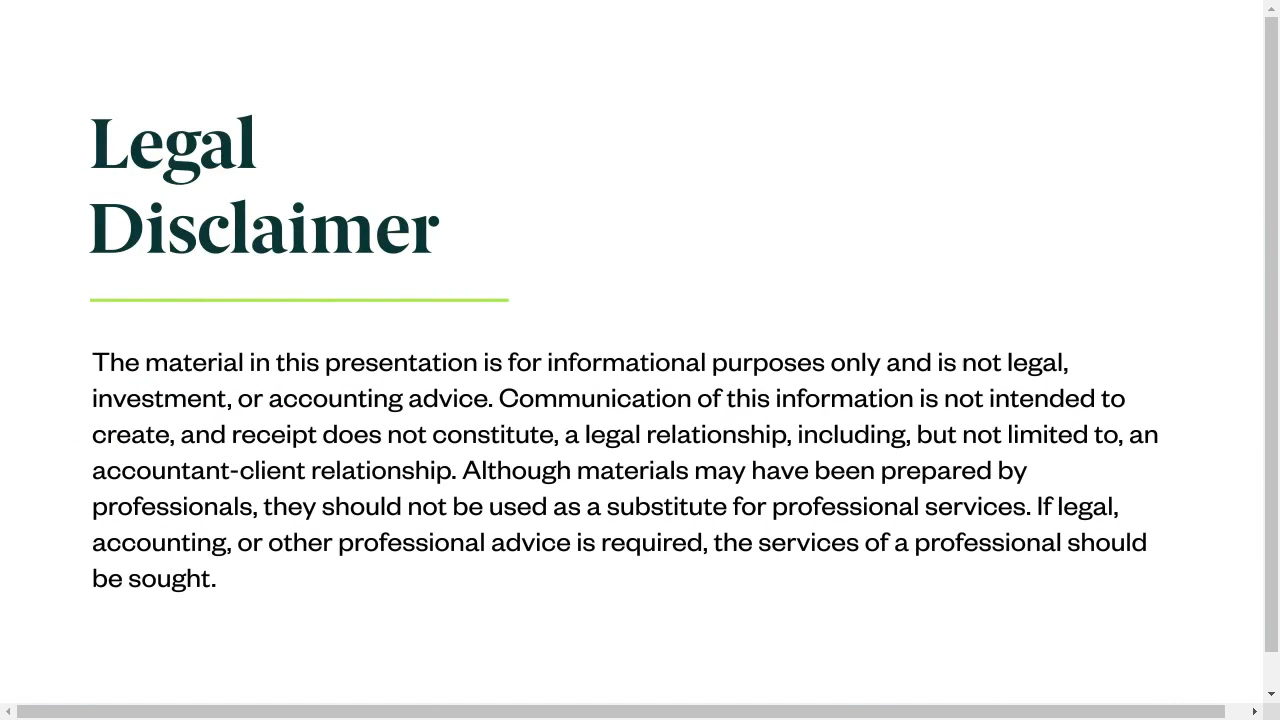 Legal
Disclaimer
The material in this presentation is for informational purposes only and is not legal,
investment, or accounting advice. Communication of this information is not intended to
create, and receipt does not constitute, a legal relationship, including, but not limited to, an
accountant-client relationship. Although materials may have been prepared by
professionals, they should not be used as a substitute for professional services. If legal,
accounting, or other professional advice is required, the services of a professional should
be sought.